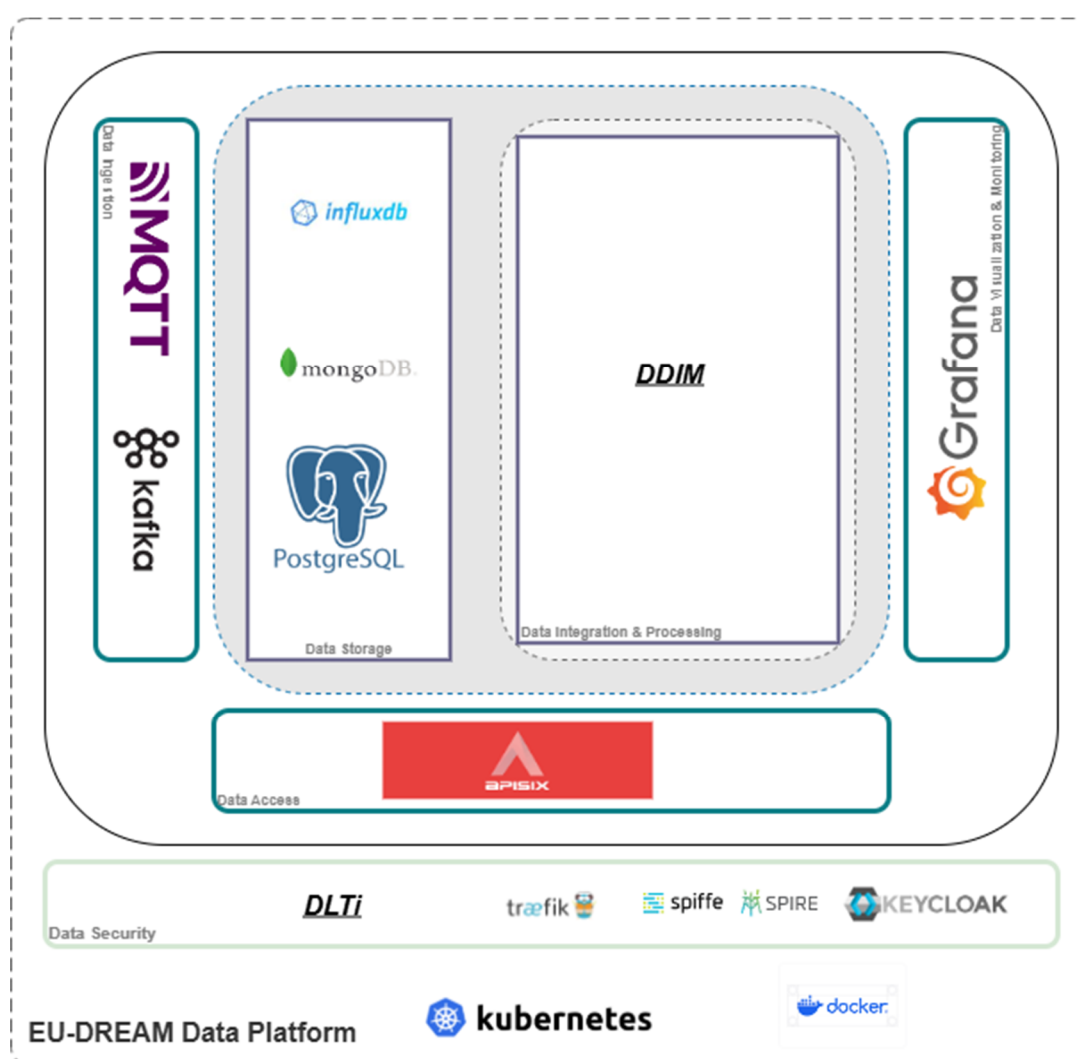 Data Ingestion
MQTT
kafka
influxdb
mongoDB.
PostgreSQL
Data Storage
DDIM
Data Integration & Processing
Data Visualization & Monitoring
Grafana
APISIX
Data Access
DLTi
træfik
spiffe
SPIRE
KEYCLOAK
Data Security
kubernetes
docker
EU-DREAM Data Platform